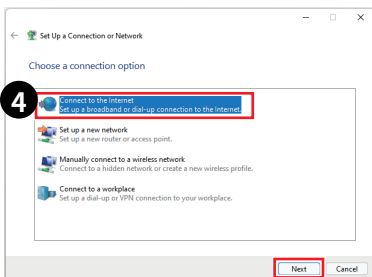 Set Up a Connection or Network
Choose a connection option
4
Connect to the Internet
Set up a broadband or dial-up connection to the Internet.
Set up a new network
Set up a new router or access point.
Manually connect to a wireless network
Connect to a hidden network or create a new wireless profile.
Connect to a workplace
Set up a dial-up or VPN connection to your workplace.
Next
Cancel